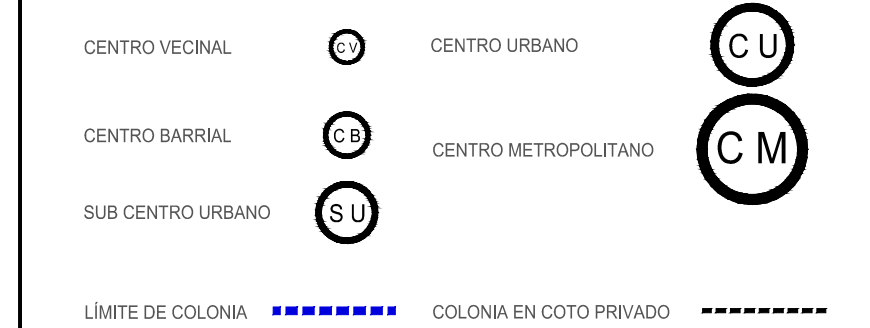 CENTRO VECINAL CV
CENTRO URBANO CU
CENTRO BARRIAL CB
CENTRO METROPOLITANO CM
SUB CENTRO URBANO SU
LÍMITE DE COLONIA
COLONIA EN COTO PRIVADO